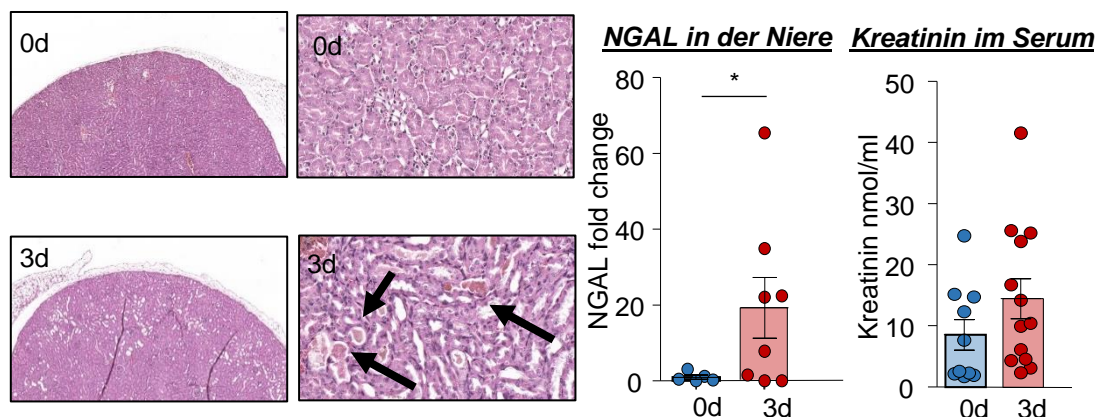 0d
0d
3d
3d
NGAL in der Niere
NGAL fold change
80
60
40
20
0
*
0d
3d
Kreatinin im Serum
Kreatinin nmol/ml
50
40
30
20
10
0
0d
3d